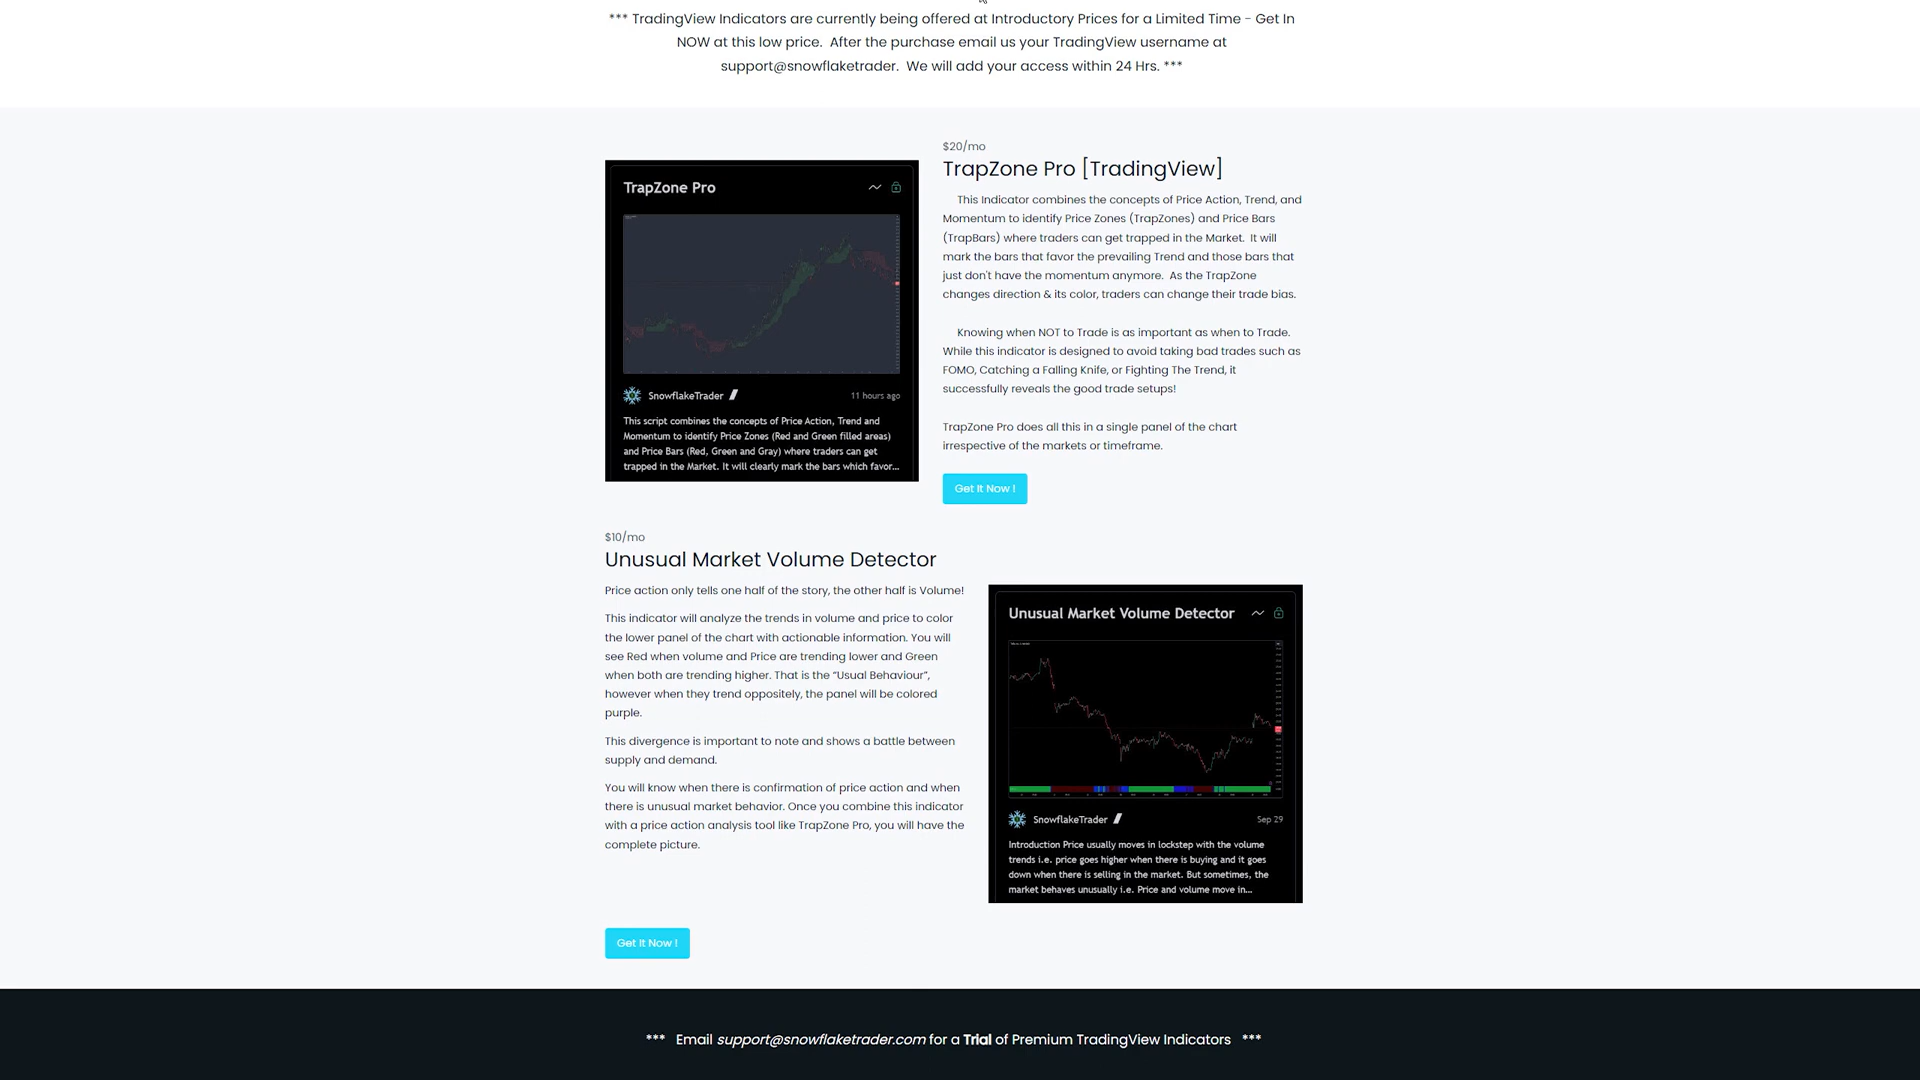 *** TradingView Indicators are currently being offered at Introductory Prices for a Limited Time - Get In
NOW at this low price.  After the purchase email us your TradingView username at
support@snowflaketrader.  We will add your access within 24 Hrs. ***
TrapZone Pro
SnowflakeTrader
11 hours ago
This script combines the concepts of Price Action, Trend and
Momentum to identify Price Zones (Red and Green filled areas)
and Price Bars (Red, Green and Gray) where traders can get
trapped in the Market. It will clearly mark the bars which favor...
$20/mo
TrapZone Pro [TradingView]
This Indicator combines the concepts of Price Action, Trend, and
Momentum to identify Price Zones (TrapZones) and Price Bars
(TrapBars) where traders can get trapped in the Market.  It will
mark the bars that favor the prevailing Trend and those bars that
just don't have the momentum anymore.  As the TrapZone
changes direction & its color, traders can change their trade bias.
Knowing when NOT to Trade is as important as when to Trade.
While this indicator is designed to avoid taking bad trades such as
FOMO, Catching a Falling Knife, or Fighting The Trend, it
successfully reveals the good trade setups!
TrapZone Pro does all this in a single panel of the chart
irrespective of the markets or timeframe.
Get It Now !
$10/mo
Unusual Market Volume Detector
Price action only tells one half of the story, the other half is Volume!
This indicator will analyze the trends in volume and price to color
the lower panel of the chart with actionable information. You will
see Red when volume and Price are trending lower and Green
when both are trending higher. That is the “Usual Behaviour”,
however when they trend oppositely, the panel will be colored
purple.
This divergence is important to note and shows a battle between
supply and demand.
You will know when there is confirmation of price action and when
there is unusual market behavior. Once you combine this indicator
with a price action analysis tool like TrapZone Pro, you will have the
complete picture.
Get It Now !
Unusual Market Volume Detector
SnowflakeTrader
Sep 29
Introduction Price usually moves in lockstep with the volume
trends i.e. price goes higher when there is buying and it goes
down when there is selling in the market. But sometimes, the
market behaves unusually i.e. Price and volume move in...
*** Email support@snowflaketrader.com for a Trial of Premium TradingView Indicators ***